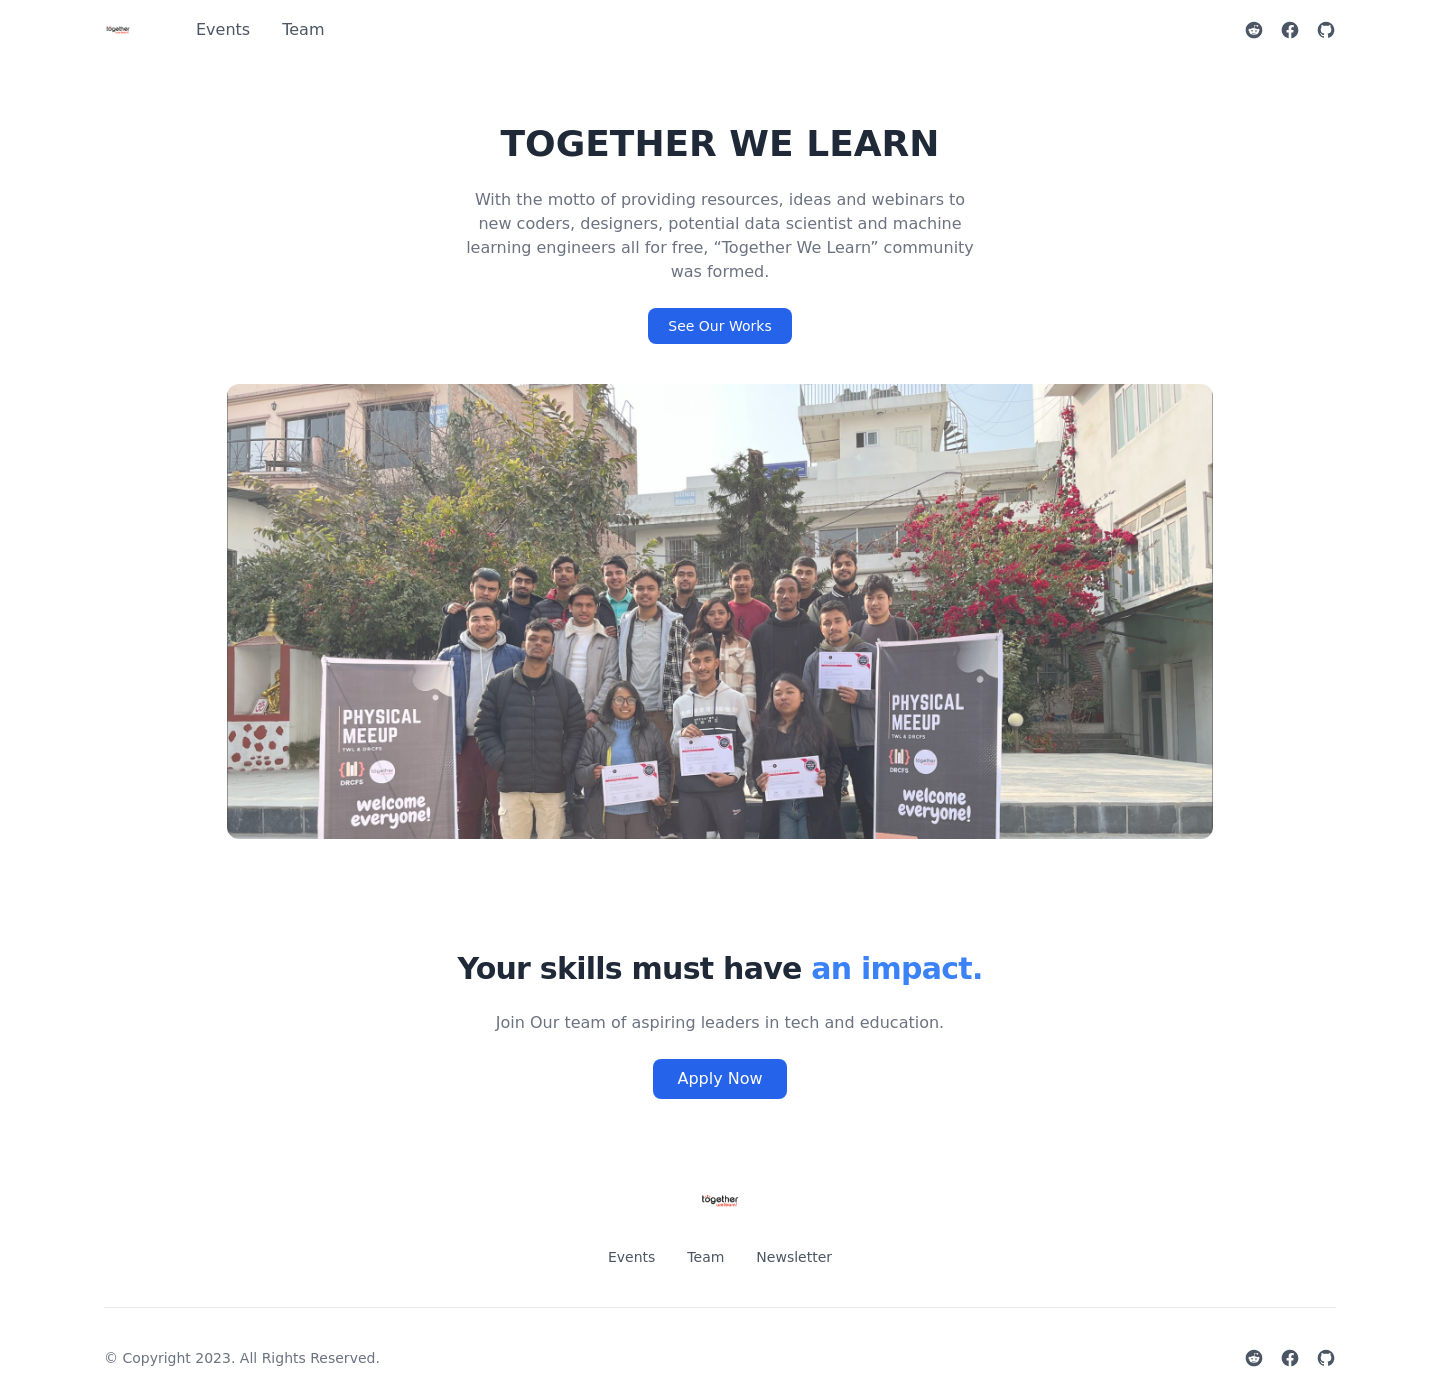 together
Events
Team
TOGETHER WE LEARN
With the motto of providing resources, ideas and webinars to
new coders, designers, potential data scientist and machine
learning engineers all for free, “Together We Learn” community
was formed.
See Our Works
PHYSICAL
MEEUP
TWL & DRCFS
DRCFS
together
welcome
everyone!
PHYSICAL
MEEUP
TWL & DRCFS
DRCFS
together
welcome
everyone!
Your skills must have an impact.
Join Our team of aspiring leaders in tech and education.
Apply Now
together
Events
Team
Newsletter
© Copyright 2023. All Rights Reserved.